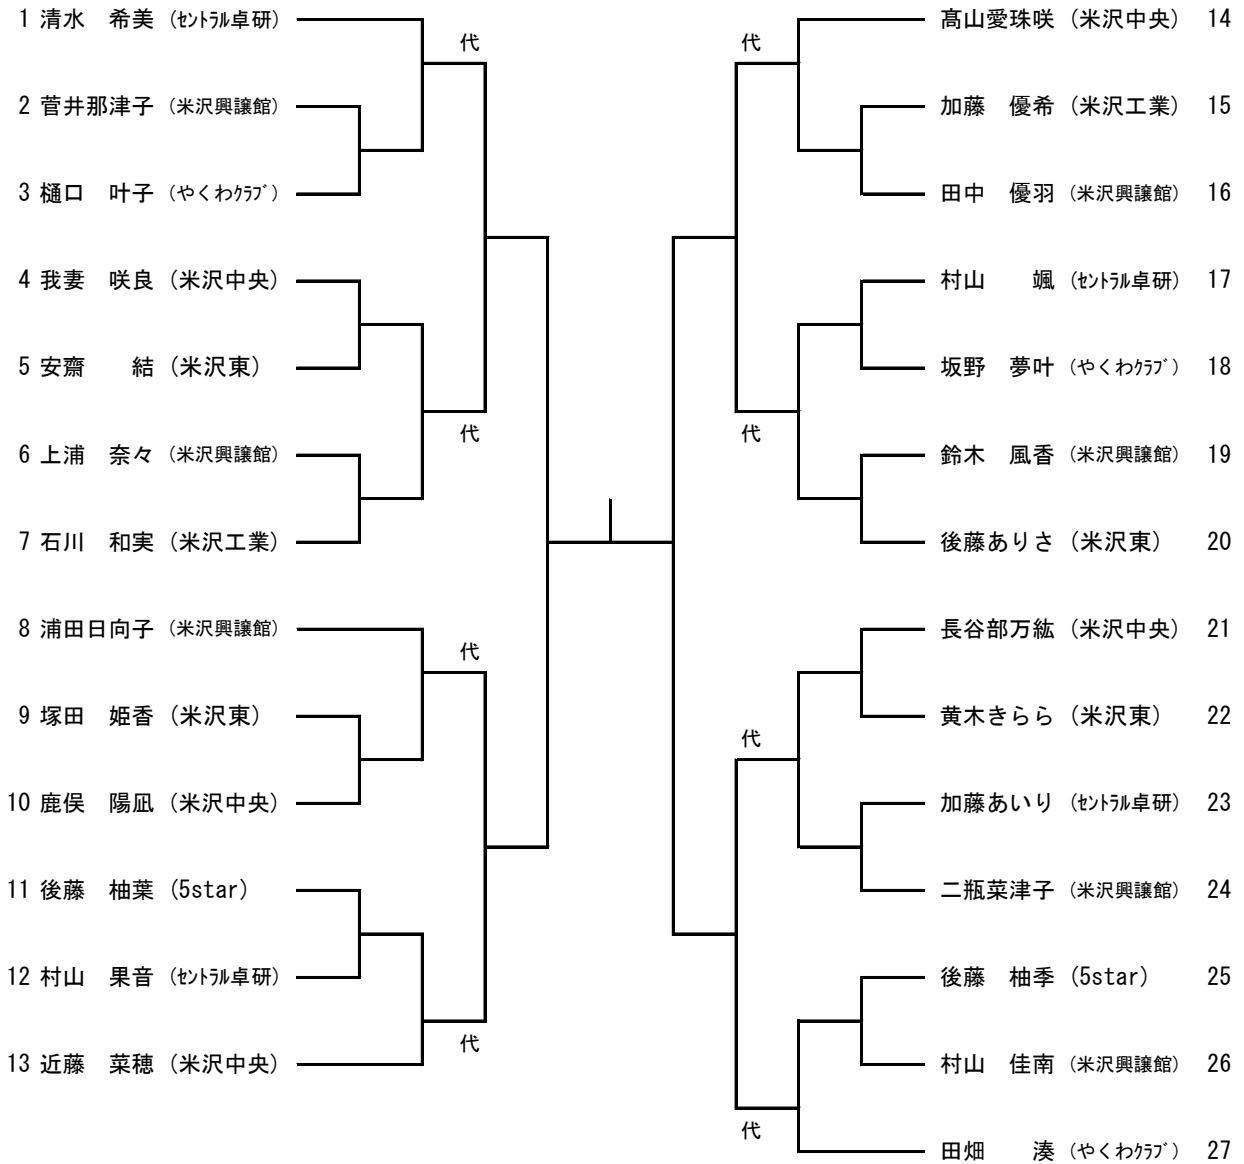 1 清水　希美 (ｾﾝﾄﾗﾙ卓研)
代
2 菅井那津子 (米沢興譲館)
3 樋口　叶子 (やくわｸﾗﾌﾞ)
4 我妻　咲良 (米沢中央)
5 安齋　　結 (米沢東)
代
6 上浦　奈々 (米沢興譲館)
7 石川　和実 (米沢工業)
8 浦田日向子 (米沢興譲館)
代
9 塚田　姫香 (米沢東)
10 鹿俣　陽凪 (米沢中央)
11 後藤　柚葉 (5star)
12 村山　果音 (ｾﾝﾄﾗﾙ卓研)
代
13 近藤　菜穂 (米沢中央)
髙山愛珠咲 (米沢中央) 14
代
加藤　優希 (米沢工業) 15
田中　優羽 (米沢興譲館) 16
村山　　颯 (ｾﾝﾄﾗﾙ卓研) 17
坂野　夢叶 (やくわｸﾗﾌﾞ) 18
代
鈴木　風香 (米沢興譲館) 19
後藤ありさ (米沢東) 20
長谷部万紘 (米沢中央) 21
黄木きらら (米沢東) 22
代
加藤あいり (ｾﾝﾄﾗﾙ卓研) 23
二瓶菜津子 (米沢興譲館) 24
後藤　柚季 (5star) 25
村山　佳南 (米沢興譲館) 26
代
田畑　　湊 (やくわｸﾗﾌﾞ) 27